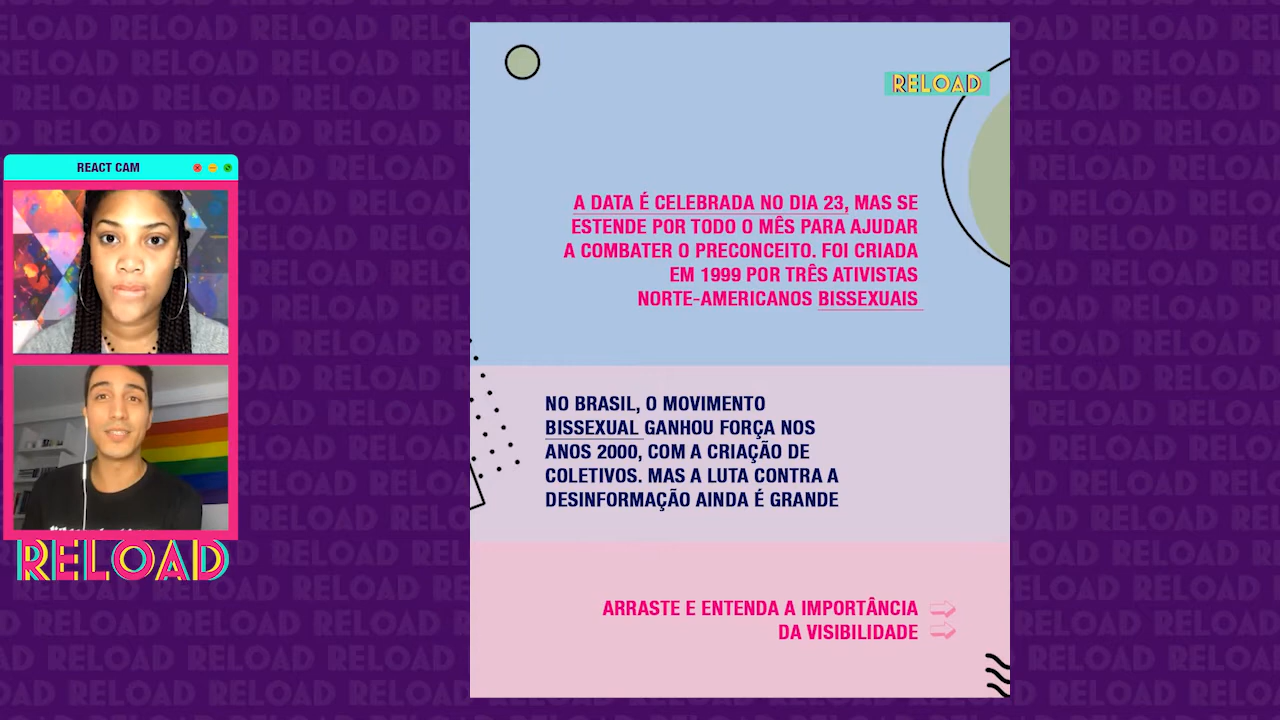 REACT CAM
RELOAD
RELOAD
A DATA É CELEBRADA NO DIA 23, MAS SE
ESTENDE POR TODO O MÊS PARA AJUDAR
A COMBATER O PRECONCEITO. FOI CRIADA
EM 1999 POR TRÊS ATIVISTAS
NORTE-AMERICANOS BISSEXUAIS
NO BRASIL, O MOVIMENTO
BISSEXUAL GANHOU FORÇA NOS
ANOS 2000, COM A CRIAÇÃO DE
COLETIVOS. MAS A LUTA CONTRA A
DESINFORMAÇÃO AINDA É GRANDE
ARRASTE E ENTENDA A IMPORTÂNCIA
DA VISIBILIDADE